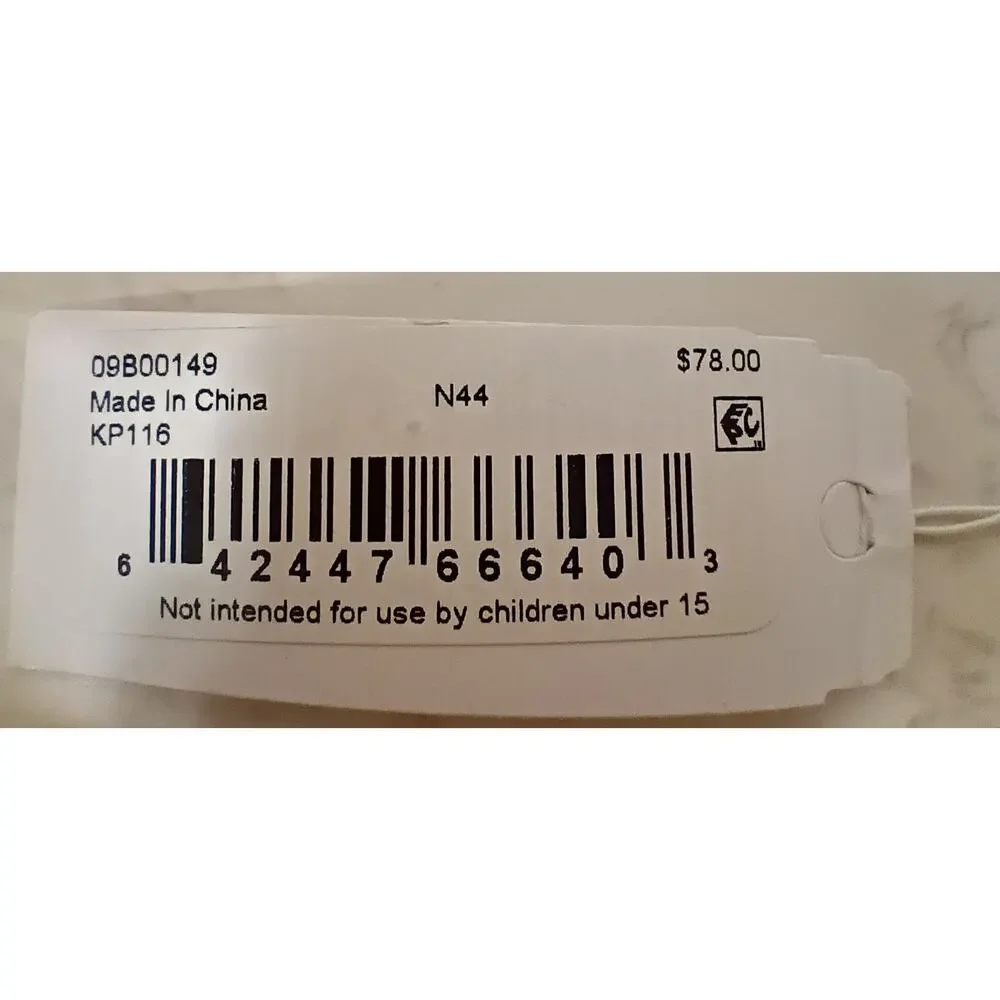 09B00149
$78.00
Made In China
N44
KP116
6 42447 66640 3
Not intended for use by children under 15